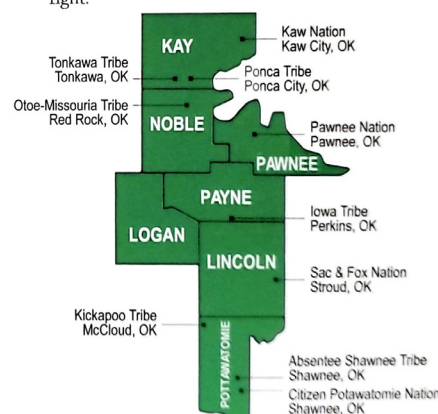 light.
KAY
Kaw Nation
Kaw City, OK
Tonkawa Tribe
Tonkawa, OK
Ponca Tribe
Ponca City, OK
Otoe-Missouria Tribe
Red Rock, OK
NOBLE
Pawnee Nation
Pawnee, OK
PAWNEE
PAYNE
Iowa Tribe
Perkins, OK
LOGAN
LINCOLN
Sac & Fox Nation
Stroud, OK
Kickapoo Tribe
McCloud, OK
POTTAWATOMIE
Absentee Shawnee Tribe
Shawnee, OK
Citizen Potawatomie Nation
Shawnee, OK